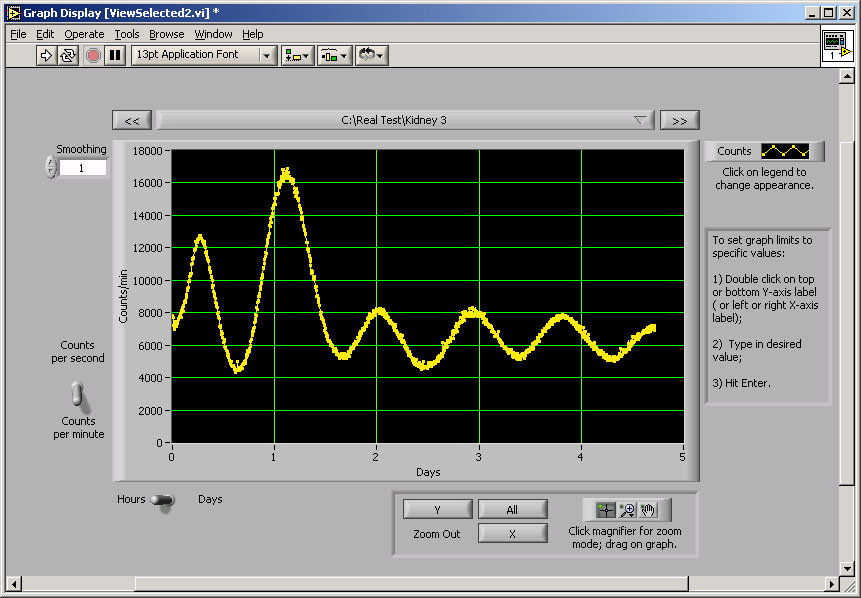 Graph Display [ViewSelected2.vi] *
File Edit Operate Tools Browse Window Help
13pt Application Font
1
<< C:\Real Test\Kidney 3 >>
Smoothing
1
Counts
Click on legend to
change appearance.
To set graph limits to
specific values:
1) Double click on top
or bottom Y-axis label
( or left or right X-axis
label);
2) Type in desired
value;
3) Hit Enter.
Counts
per second
Counts
per minute
Counts/min
18000
16000
14000
12000
10000
8000
6000
4000
2000
0
0 1 2 3 4 5
Days
Hours Days
Y All
Zoom Out X
Click magnifier for zoom
mode; drag on graph.